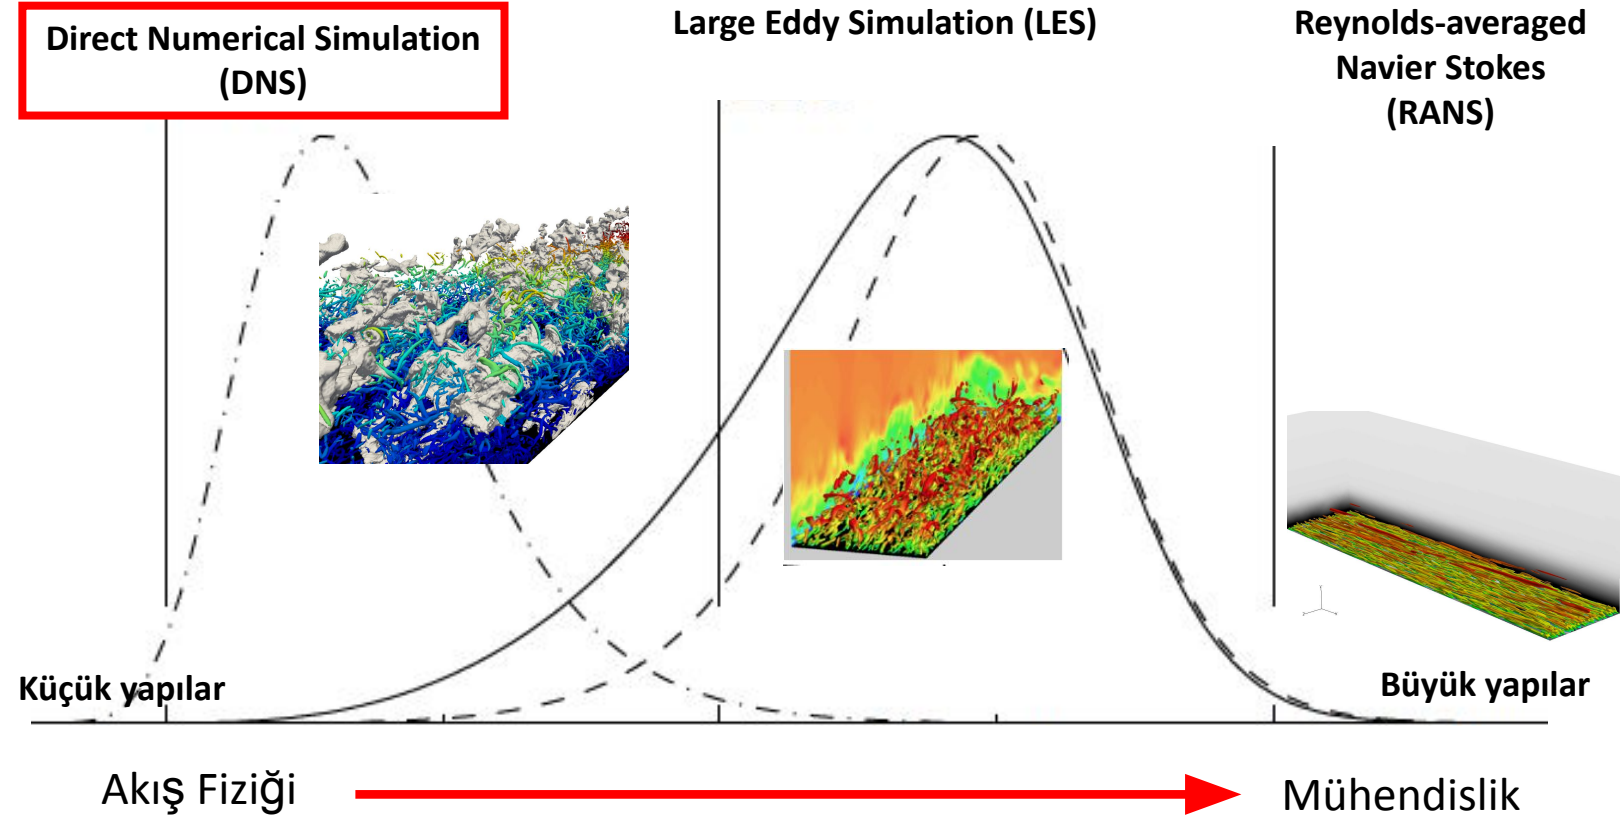 Direct Numerical Simulation
(DNS)
Large Eddy Simulation (LES)
Reynolds-averaged
Navier Stokes
(RANS)
Küçük yapılar
Büyük yapılar
Akış Fiziği
Mühendislik